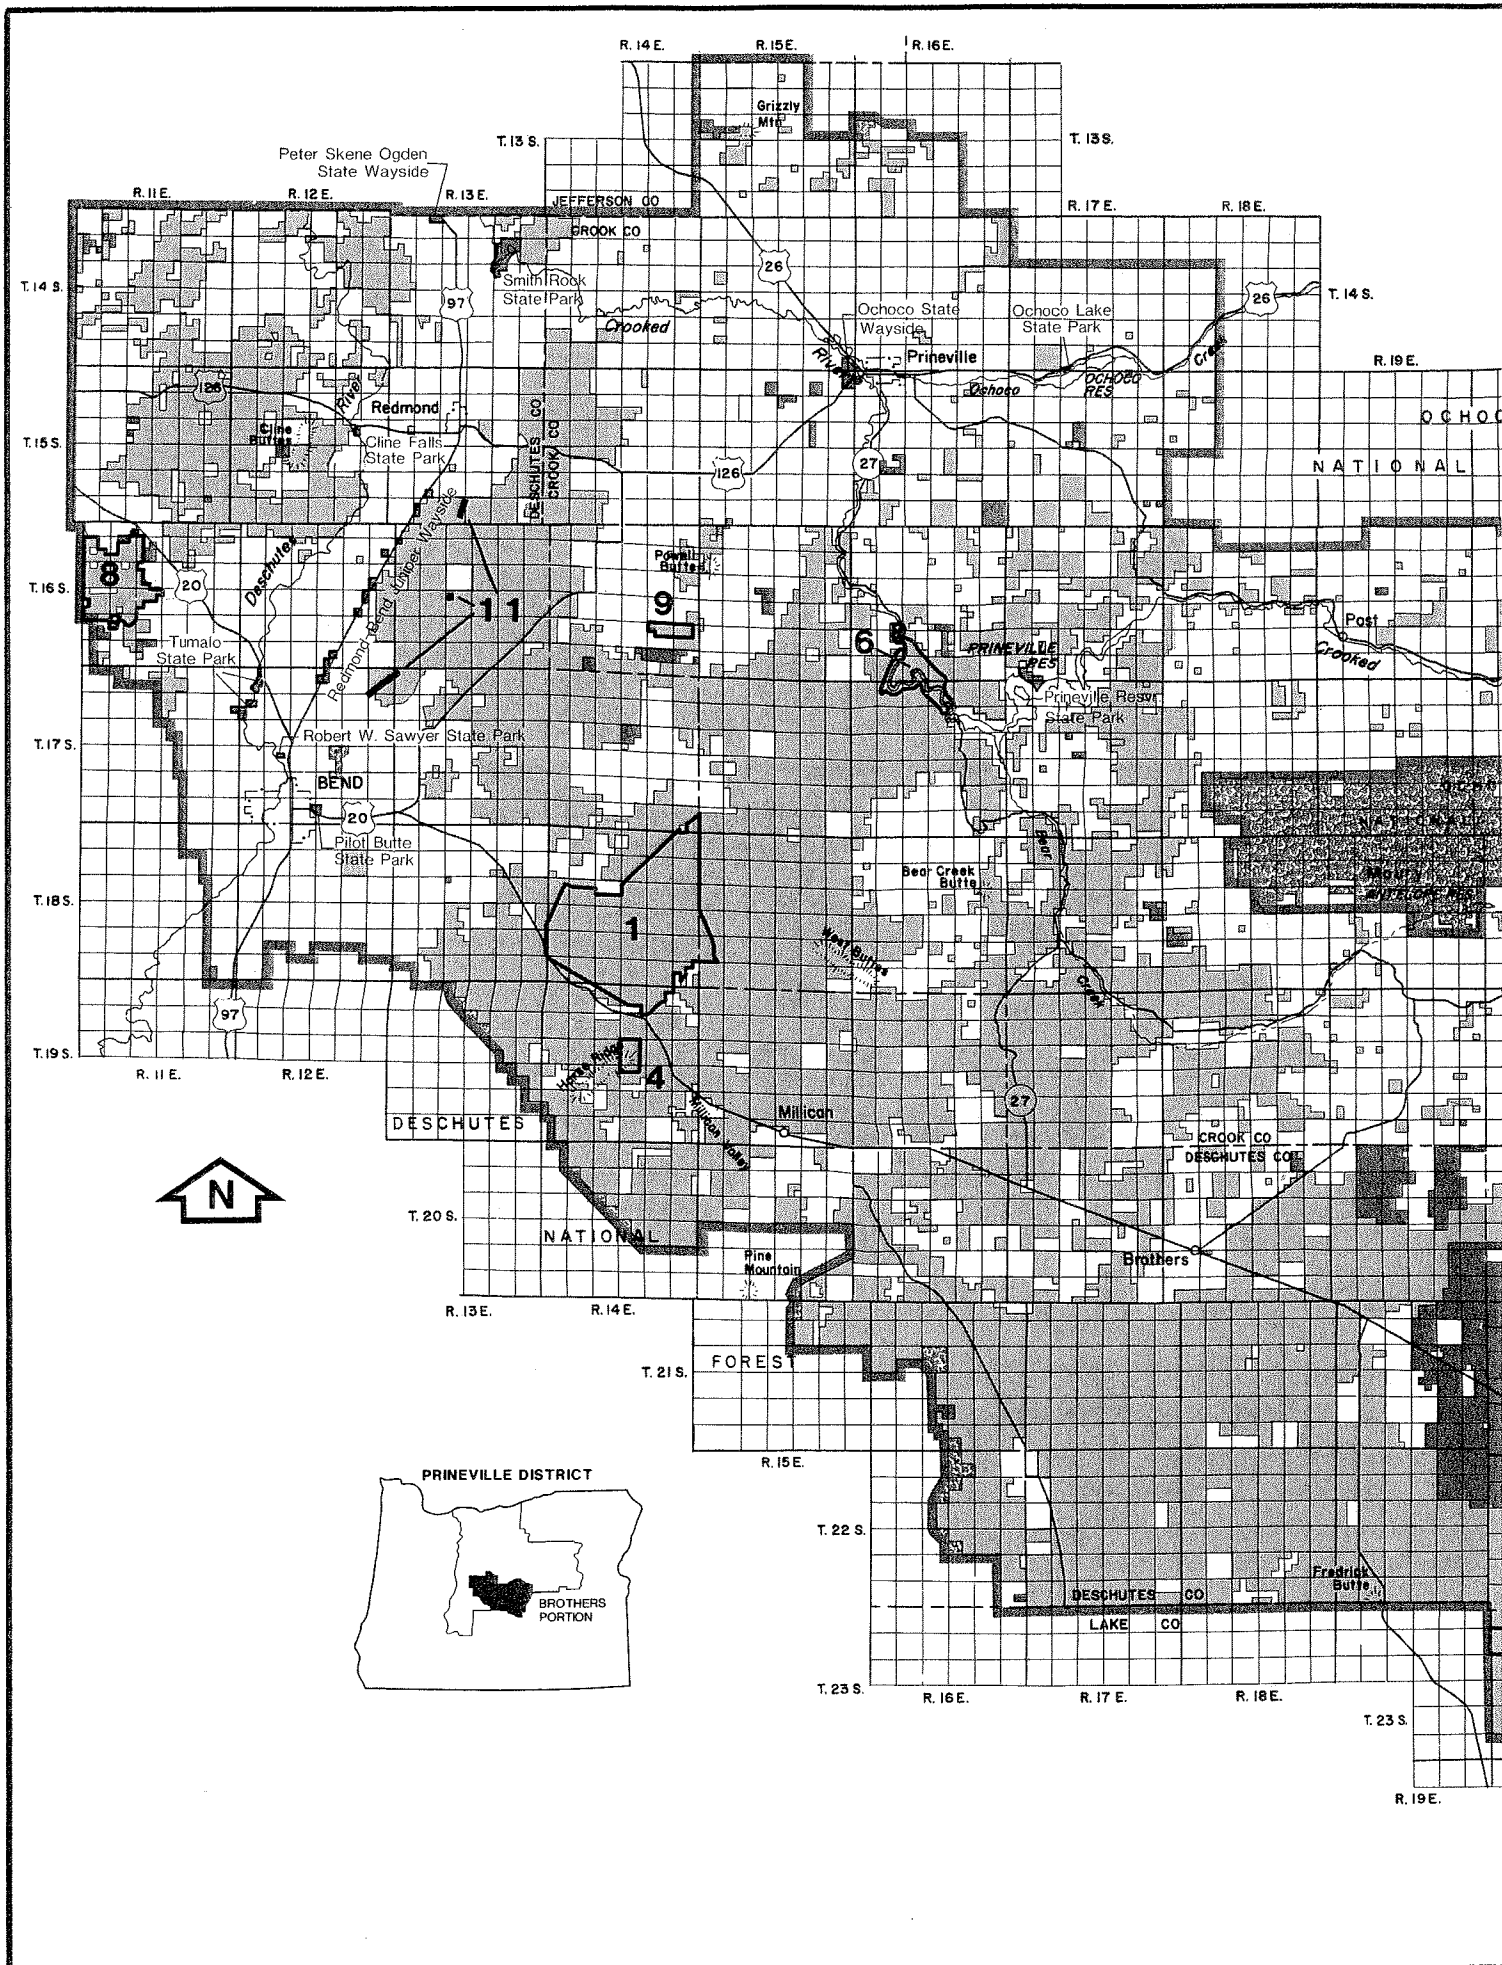 R. 14 E.
R. 15 E.
R. 16 E.
Grizzly
Mtn
T. 13 S.
T. 13 S.
Peter Skene Ogden
State Wayside
R. 11 E.
R. 12 E.
R. 13 E.
JEFFERSON CO
CROOK CO
R. 17 E.
R. 18 E.
26
T. 14 S.
97
Smith Rock
State Park
Crooked
River
Ochoco State
Wayside
Ochoco Lake
State Park
26
T. 14 S.
Prineville
Ochoco
OCHOCO
RES
Creek
R. 19 E.
126
River
Redmond
Cline
Buttes
Cline Falls
State Park
T. 15 S.
DESCHUTES CO
CROOK CO
126
27
OCHOC
NATIONAL
8
20
Deschutes
Redmond-Bend Juniper Wayside
11
Powell
Buttes
9
T. 16 S.
6
PRINEVILLE
RES
Post
Crooked
Tumalo
State Park
Prineville Resvr
State Park
Robert W. Sawyer State Park
T. 17 S.
BEND
20
Pilot Butte
State Park
Bear
NATIONAL
Maury
Bear Creek
Butte
T. 18 S.
1
West Buttes
Creek
97
T. 19 S.
R. 11 E.
R. 12 E.
Horse Ridge
4
27
Millican
Millican Valley
DESCHUTES
CROOK CO
DESCHUTES CO
N
T. 20 S.
NATIONAL
Pine
Mountain
Brothers
R. 13 E.
R. 14 E.
FOREST
T. 21 S.
R. 15 E.
PRINEVILLE DISTRICT
BROTHERS
PORTION
T. 22 S.
Fredrick
Butte
DESCHUTES CO
LAKE CO
T. 23 S.
R. 16 E.
R. 17 E.
R. 18 E.
T. 23 S.
R. 19 E.